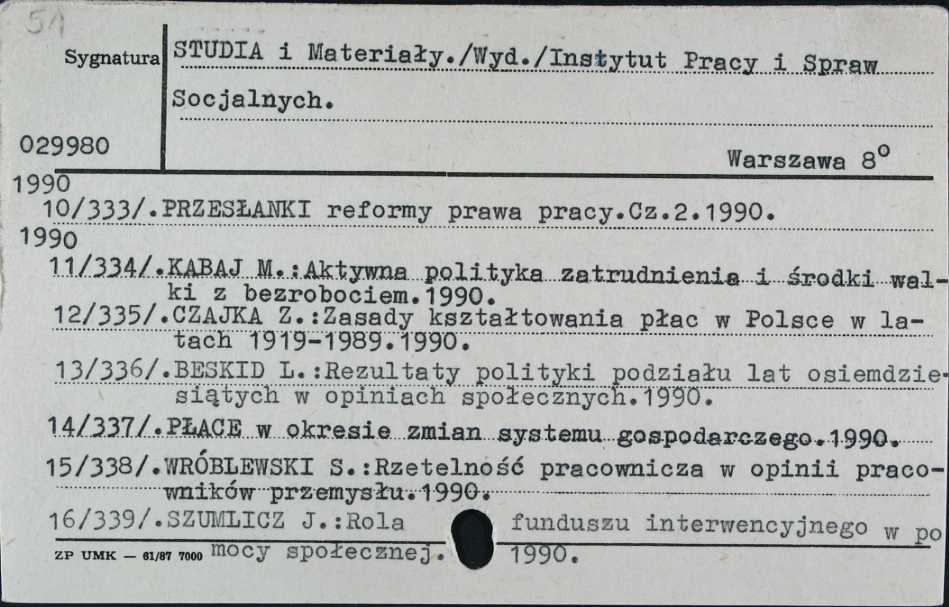 51
Sygnatura
STUDIA i Materiały./Wyd./Instytut Pracy i Spraw
Socjalnych.
029980
Warszawa 8°
1990
10/333/.PRZESŁANKI reformy prawa pracy.Cz.2.1990.
1990
11/334/.KABAJ M.:Aktywna polityka zatrudnienia i środki wal-
ki z bezrobociem.1990.
12/335/.CZAJKA Z.:Zasady kształtowania płac w Polsce w la-
tach 1919-1989.1990.
13/336/.BESKID L.:Rezultaty polityki podziału lat osiemdzie-
siątych w opiniach społecznych.1990.
14/337/.PŁACE w okresie zmian systemu gospodarczego.1990.
15/338/.WRÓBLEWSKI S.:Rzetelność pracownicza w opinii praco-
wników przemysłu.1990.
16/339/.SZUMLICZ J.:Rola funduszu interwencyjnego w po
mocy społecznej. 1990.
ZP UMK — 61/87 7000